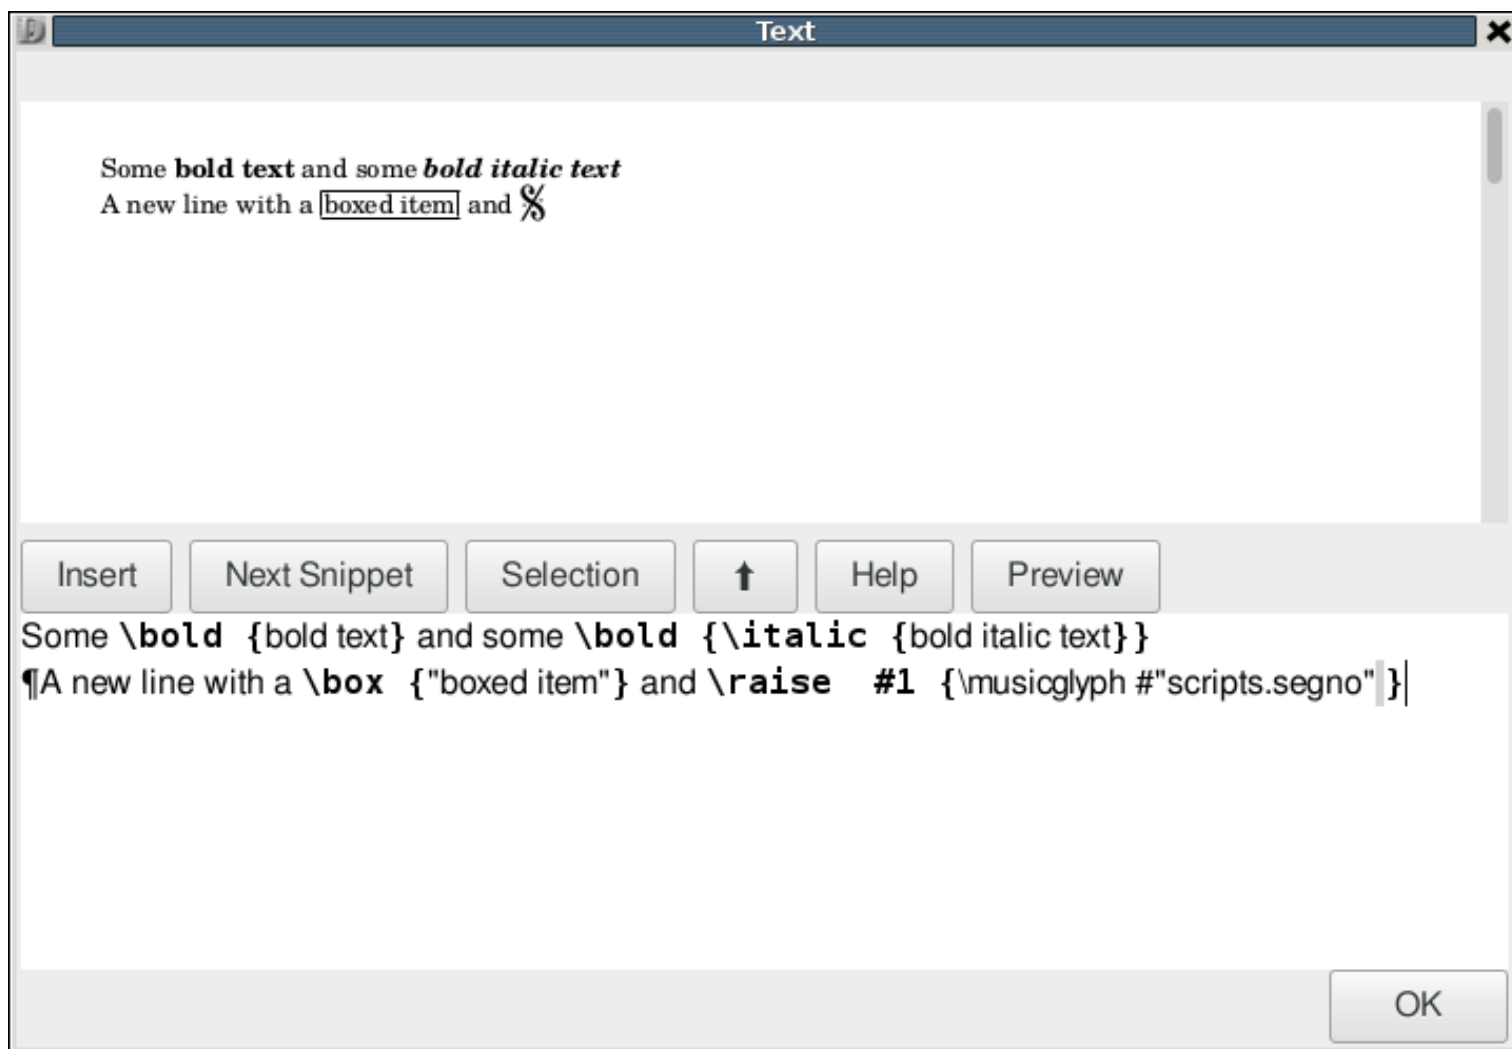 Text
Some bold text and some bold italic text
A new line with a boxed item and 𝄋
Insert Next Snippet Selection ⬆ Help Preview
Some \bold {bold text} and some \bold {\italic {bold italic text}}
¶A new line with a \box {"boxed item"} and \raise #1 {\musicglyph #"scripts.segno" }
OK